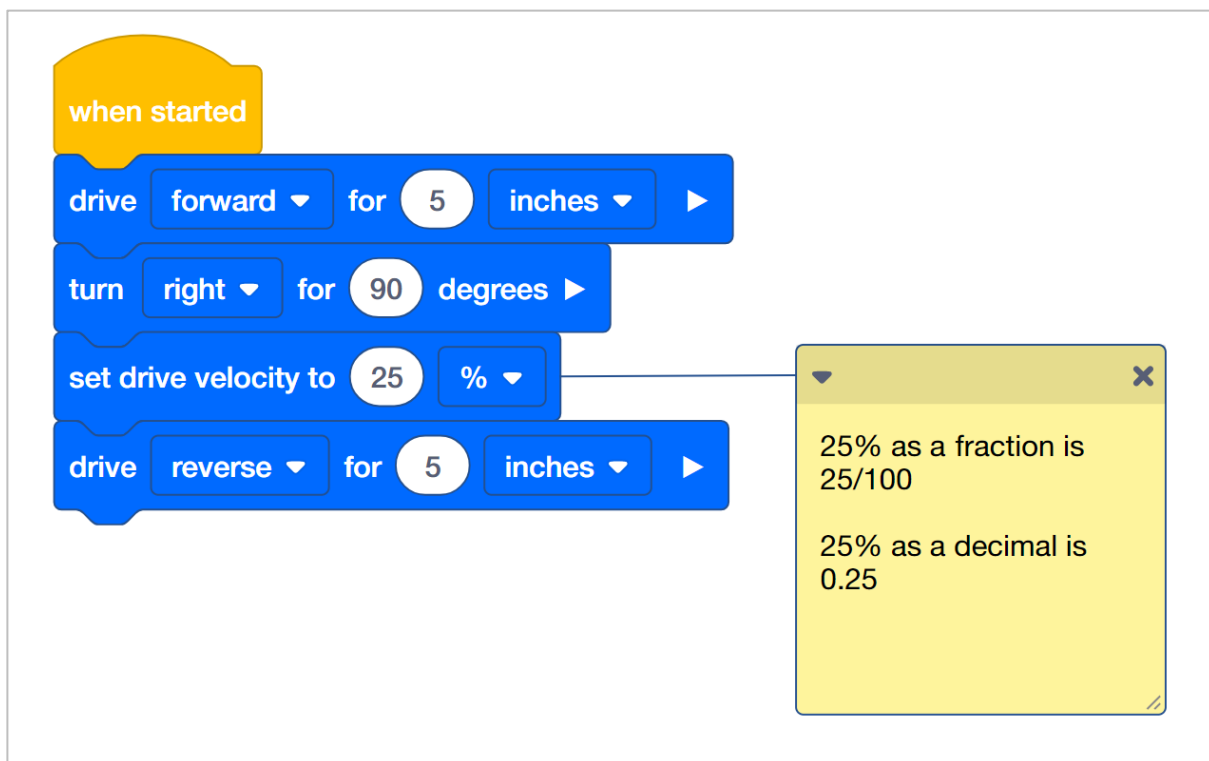 when started
drive forward for 5 inches
turn right for 90 degrees
set drive velocity to 25 %
drive reverse for 5 inches
25% as a fraction is
25/100
25% as a decimal is
0.25